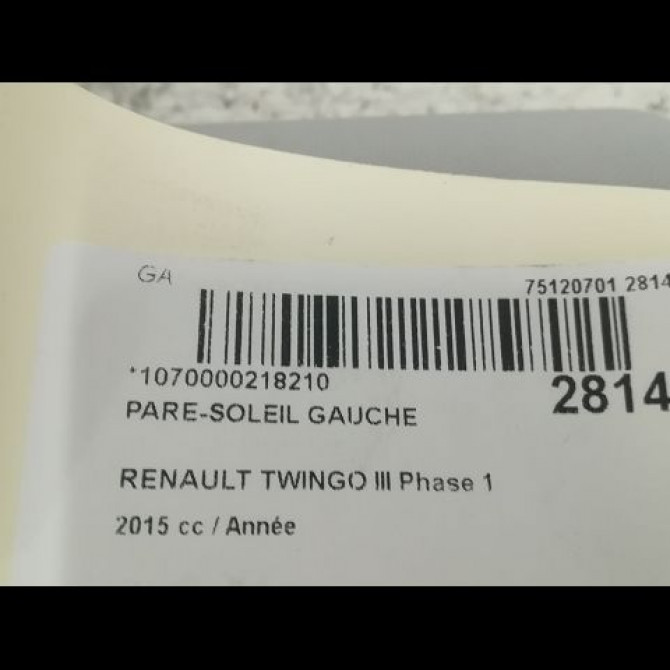 GA
75120701 2814
*1070000218210
2814
PARE-SOLEIL GAUCHE
RENAULT TWINGO III Phase 1
2015 cc / Année